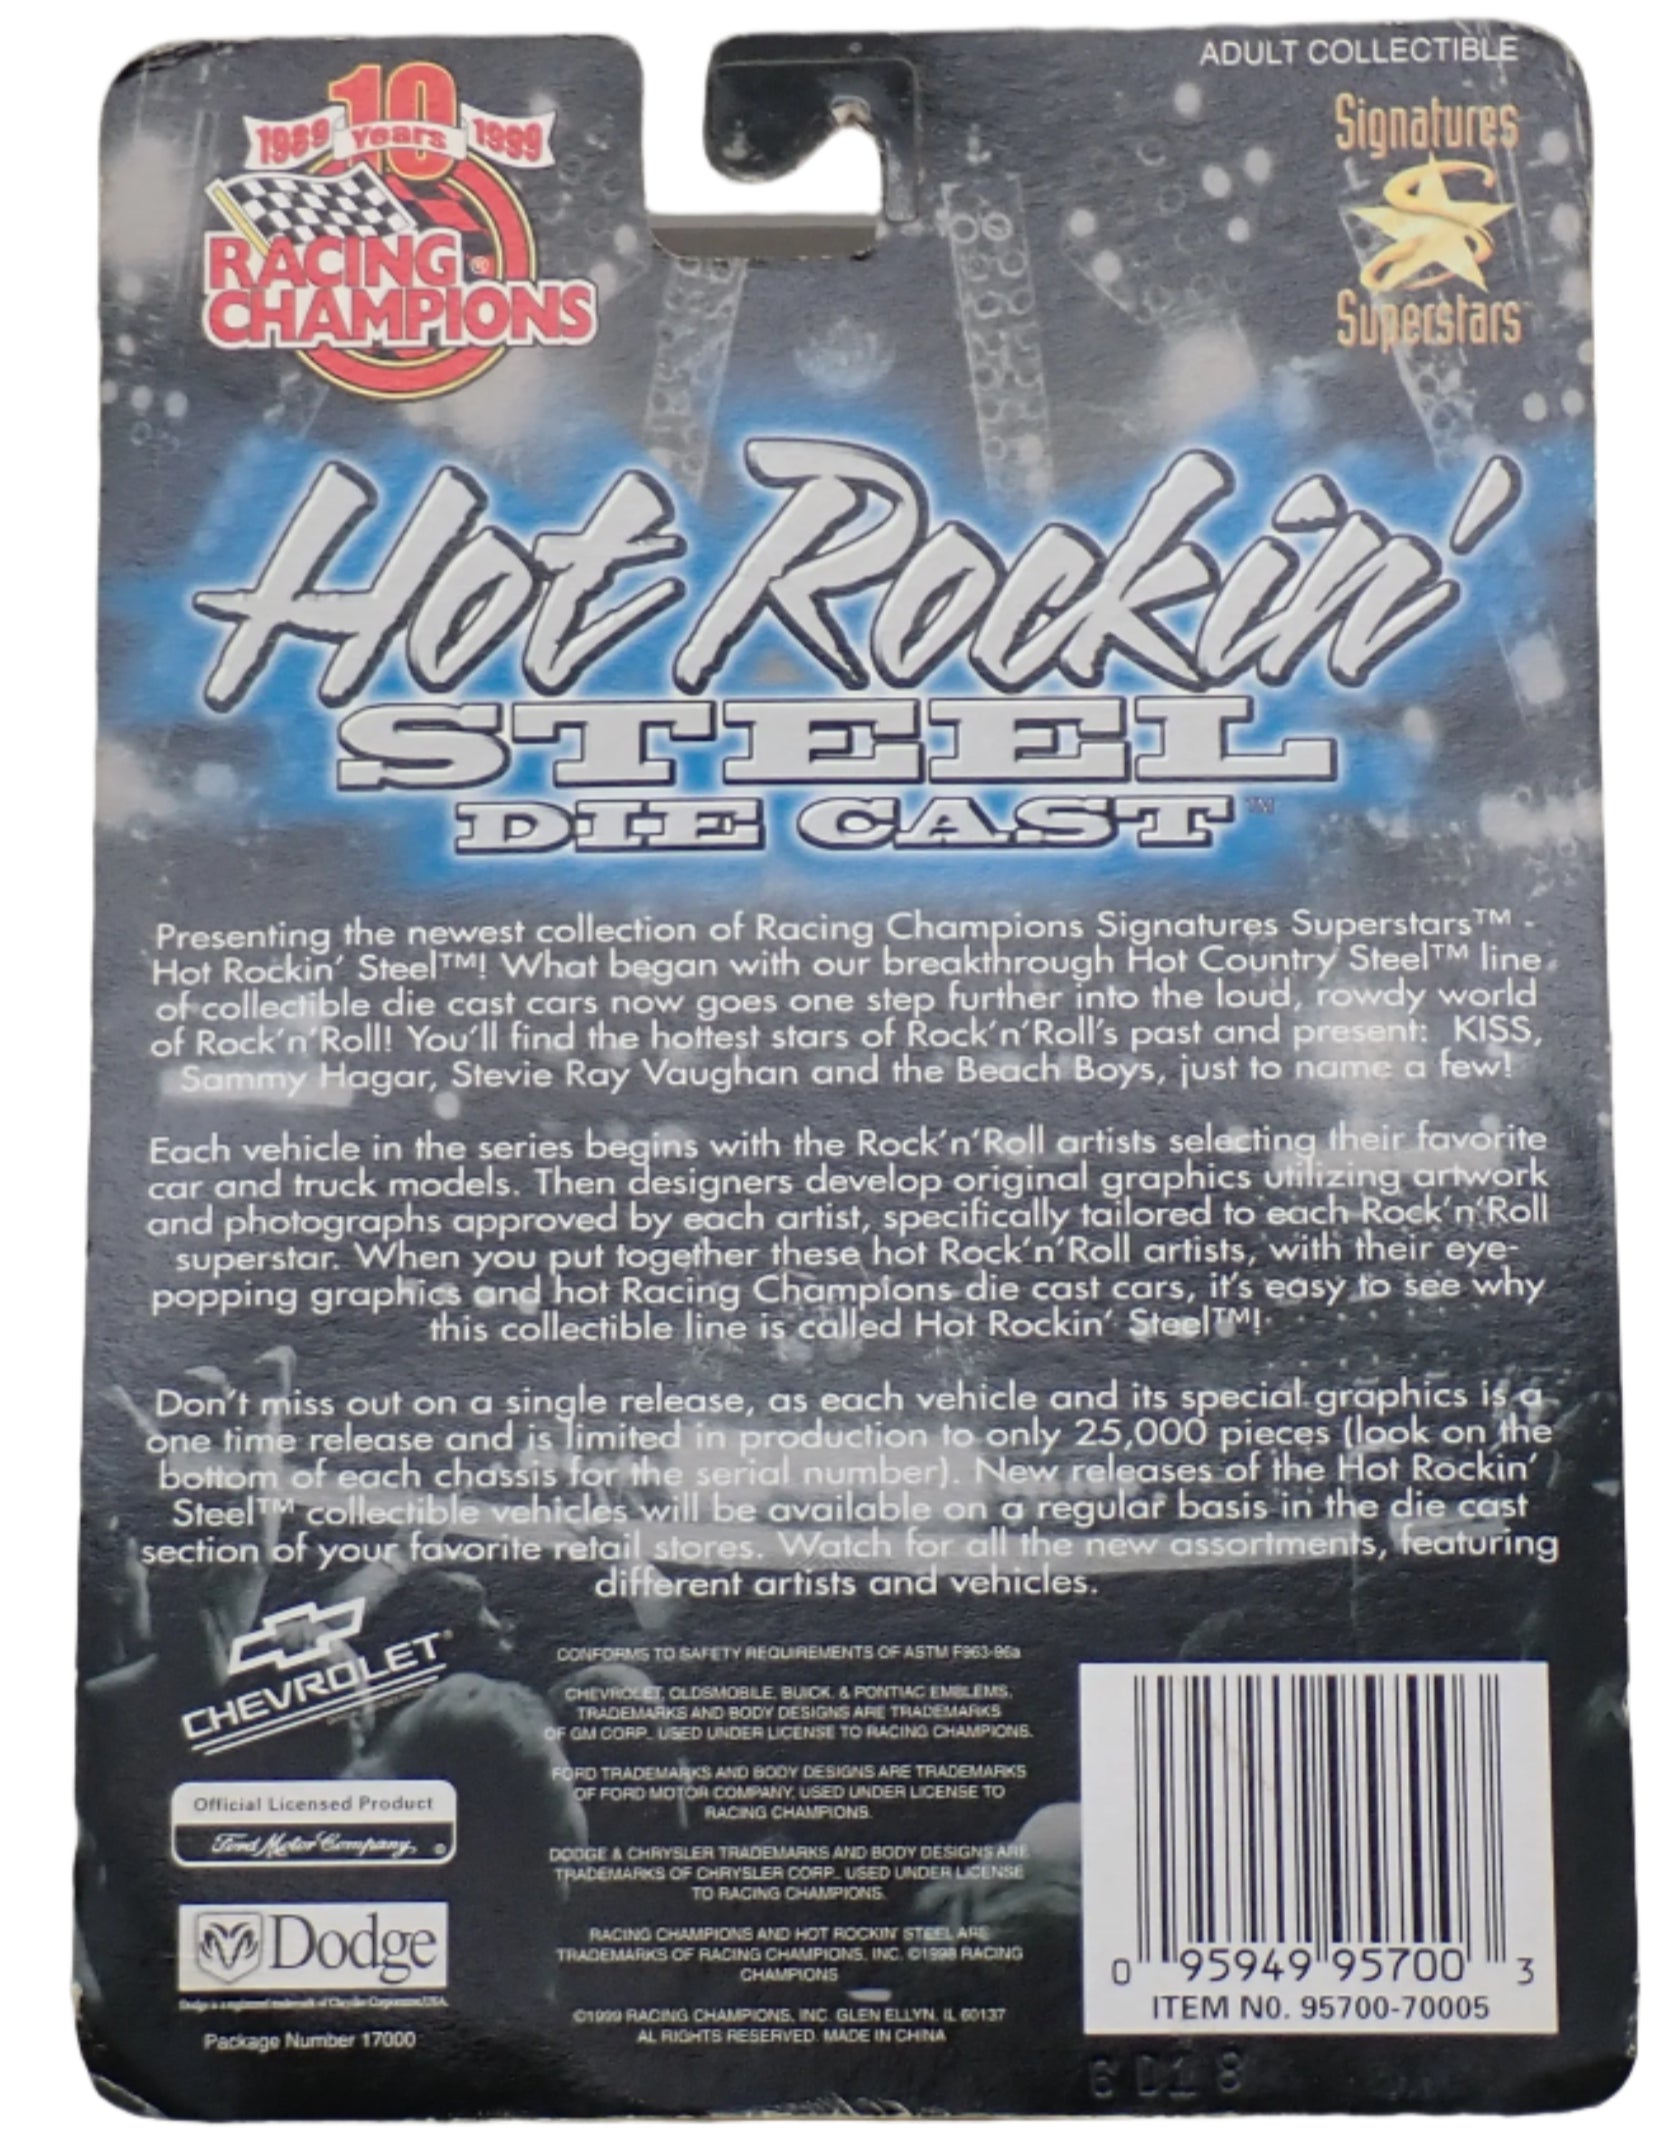 ADULT COLLECTIBLE
1989 10 Years 1999
RACING®
CHAMPIONS
Signatures
S
Superstars
Hot Rockin'
STEEL
DIE CAST™
Presenting the newest collection of Racing Champions Signatures Superstars™ -
Hot Rockin' Steel™! What began with our breakthrough Hot Country Steel™ line
of collectible die cast cars now goes one step further into the loud, rowdy world
of Rock'n'Roll! You'll find the hottest stars of Rock'n'Roll's past and present: KISS,
Sammy Hagar, Stevie Ray Vaughan and the Beach Boys, just to name a few!
Each vehicle in the series begins with the Rock'n'Roll artists selecting their favorite
car and truck models. Then designers develop original graphics utilizing artwork
and photographs approved by each artist, specifically tailored to each Rock'n'Roll
superstar. When you put together these hot Rock'n'Roll artists, with their eye-
popping graphics and hot Racing Champions die cast cars, it's easy to see why
this collectible line is called Hot Rockin' Steel™!
Don't miss out on a single release, as each vehicle and its special graphics is a
one time release and is limited in production to only 25,000 pieces (look on the
bottom of each chassis for the serial number). New releases of the Hot Rockin'
Steel™ collectible vehicles will be available on a regular basis in the die cast
section of your favorite retail stores. Watch for all the new assortments, featuring
different artists and vehicles.
CHEVROLET
Official Licensed Product
Ford Motor Company ®
Dodge
Dodge is a registered trademark of Chrysler Corporation/USA.
Package Number 17000
CONFORMS TO SAFETY REQUIREMENTS OF ASTM F963-96a
CHEVROLET, OLDSMOBILE, BUICK, & PONTIAC EMBLEMS,
TRADEMARKS AND BODY DESIGNS ARE TRADEMARKS
OF GM CORP., USED UNDER LICENSE TO RACING CHAMPIONS.
FORD TRADEMARKS AND BODY DESIGNS ARE TRADEMARKS
OF FORD MOTOR COMPANY, USED UNDER LICENSE TO
RACING CHAMPIONS.
DODGE & CHRYSLER TRADEMARKS AND BODY DESIGNS ARE
TRADEMARKS OF CHRYSLER CORP., USED UNDER LICENSE
TO RACING CHAMPIONS.
RACING CHAMPIONS AND HOT ROCKIN' STEEL ARE
TRADEMARKS OF RACING CHAMPIONS, INC. ©1998 RACING
CHAMPIONS
©1999 RACING CHAMPIONS, INC. GLEN ELLYN, IL 60137
AL RIGHTS RESERVED. MADE IN CHINA
0 95949 95700 3
ITEM NO. 95700-70005